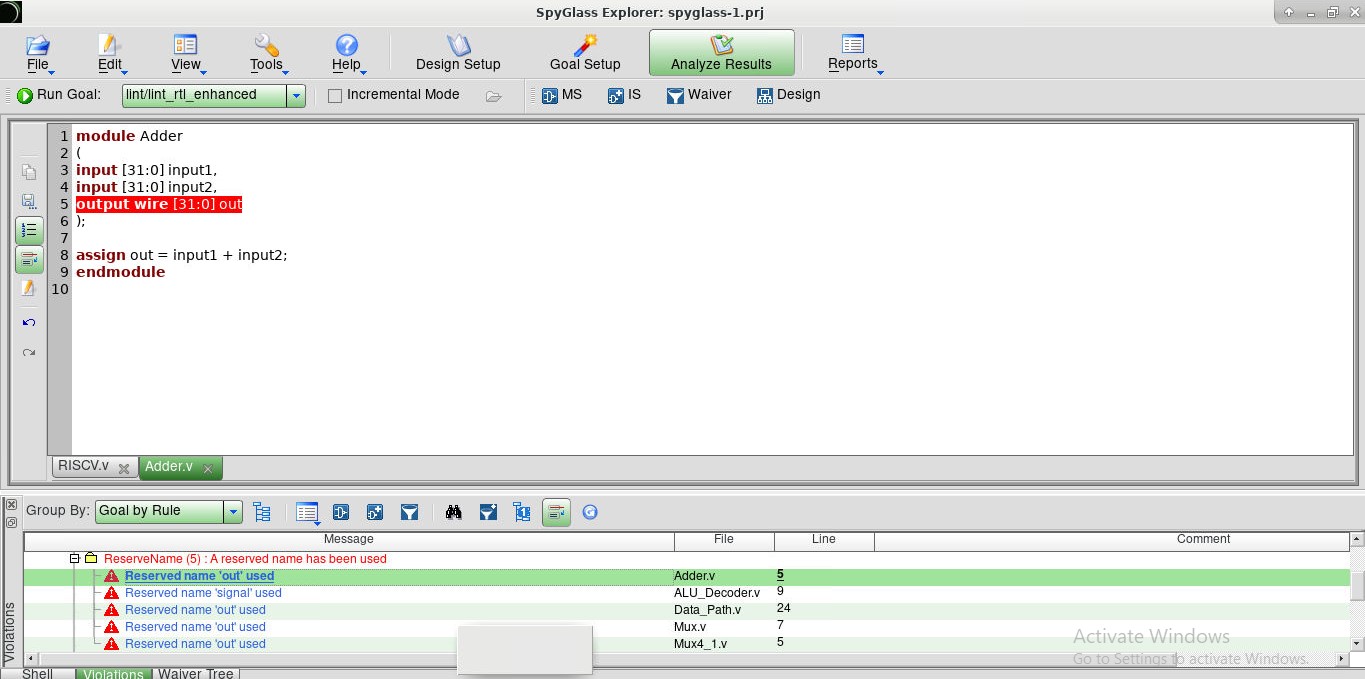 SpyGlass Explorer: spyglass-1.prj
File Edit View Tools Help Design Setup Goal Setup Analyze Results Reports
Run Goal: lint/lint_rtl_enhanced Incremental Mode MS IS Waiver Design
1 module Adder
2 (
3 input [31:0] input1,
4 input [31:0] input2,
5 output wire [31:0] out
6 );
7
8 assign out = input1 + input2;
9 endmodule
10
RISCV.v Adder.v
Group By: Goal by Rule
Message File Line Comment
ReserveName (5) : A reserved name has been used
Reserved name 'out' used Adder.v 5
Reserved name 'signal' used ALU_Decoder.v 9
Reserved name 'out' used Data_Path.v 24
Reserved name 'out' used Mux.v 7
Reserved name 'out' used Mux4_1.v 5
Violations
Activate Windows
Go to Settings to activate Windows.
Shell Violations Waiver Tree